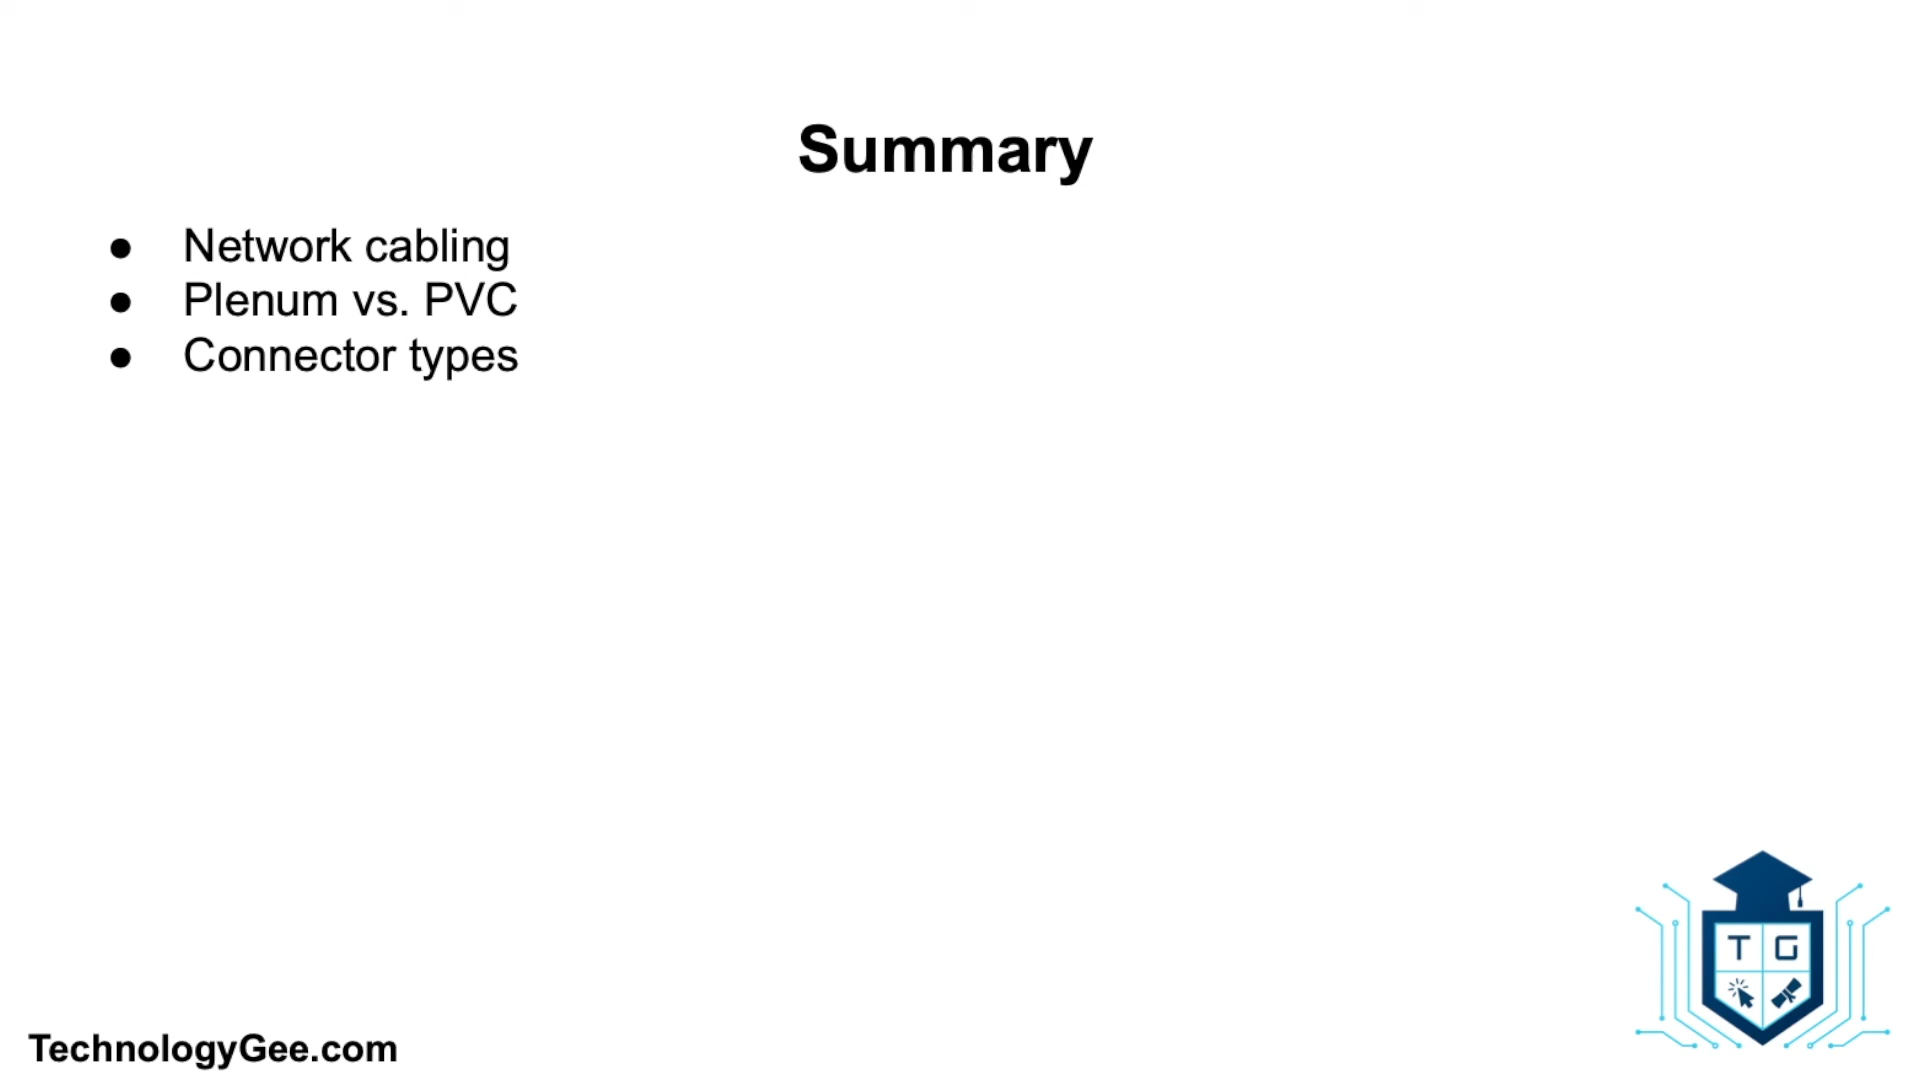 Summary
● Network cabling
● Plenum vs. PVC
● Connector types
T G
TechnologyGee.com